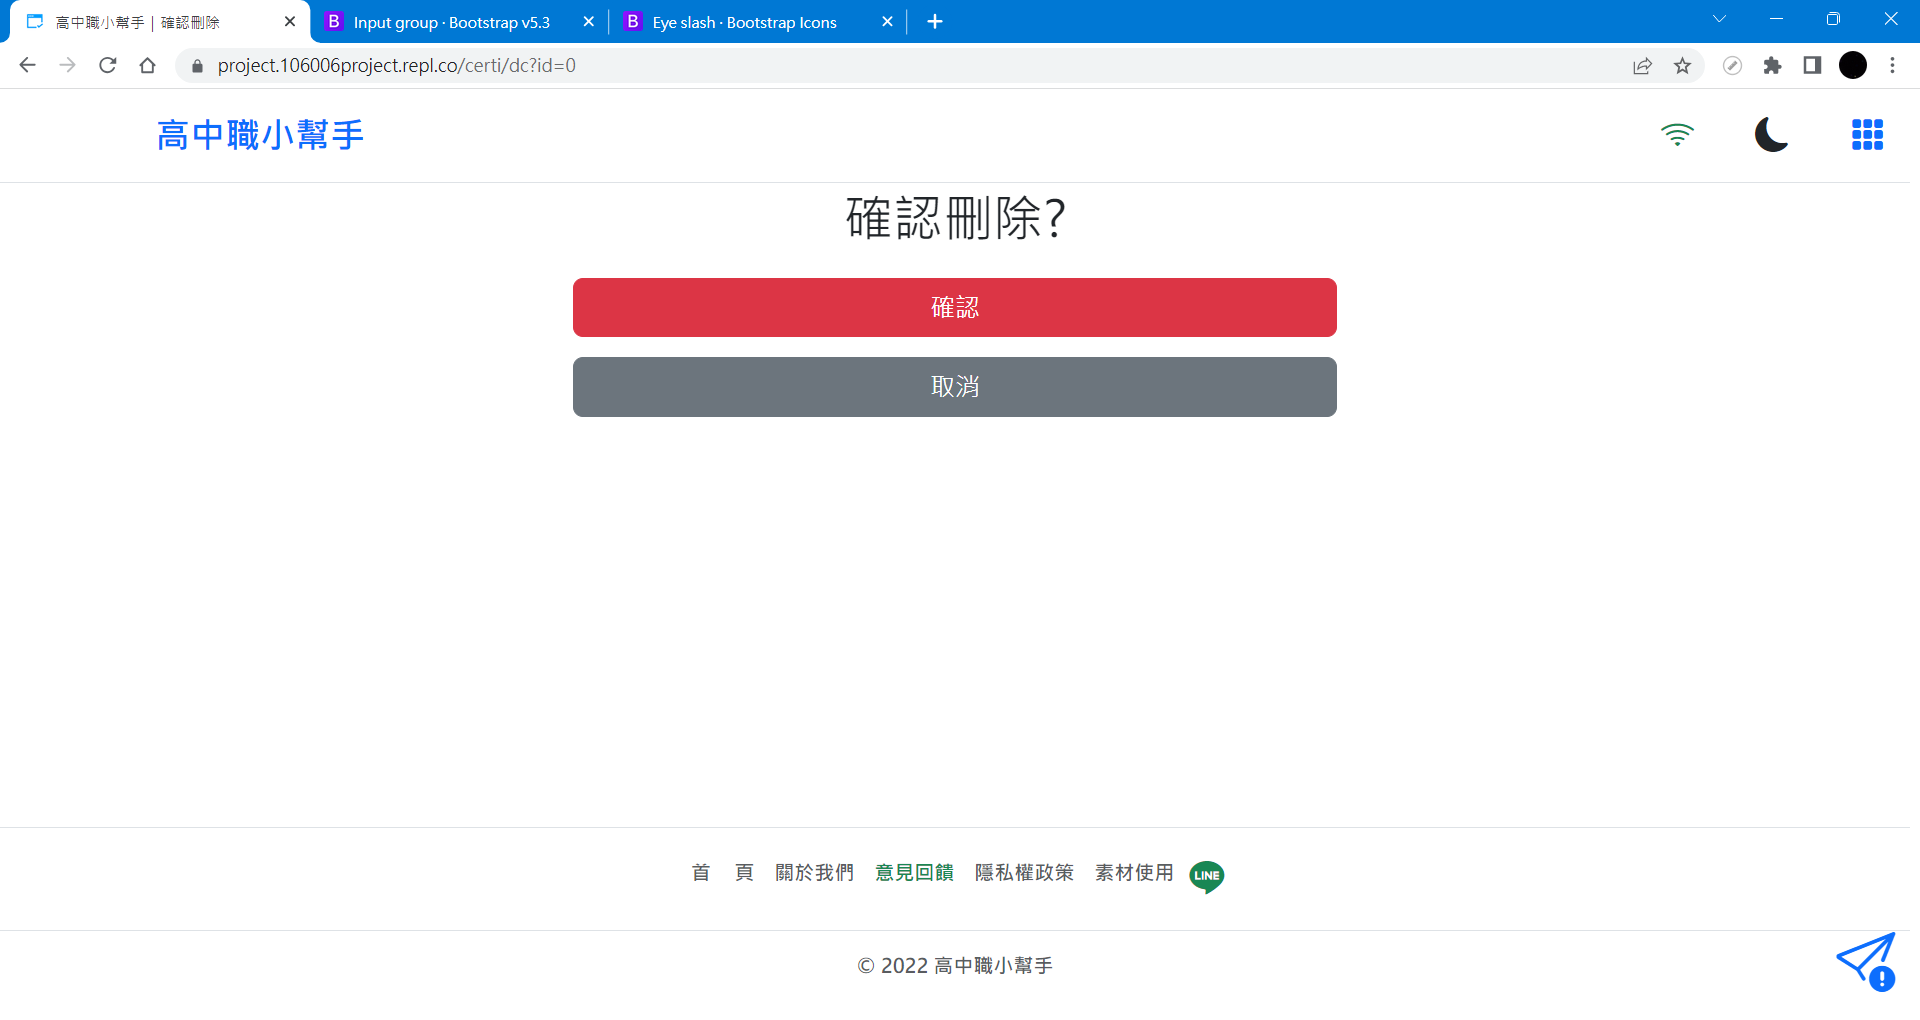 高中職小幫手 | 確認刪除
Input group · Bootstrap v5.3
Eye slash · Bootstrap Icons
project.106006project.repl.co/certi/dc?id=0
高中職小幫手
確認刪除?
確認
取消
首 頁 關於我們 意見回饋 隱私權政策 素材使用 LINE
© 2022 高中職小幫手